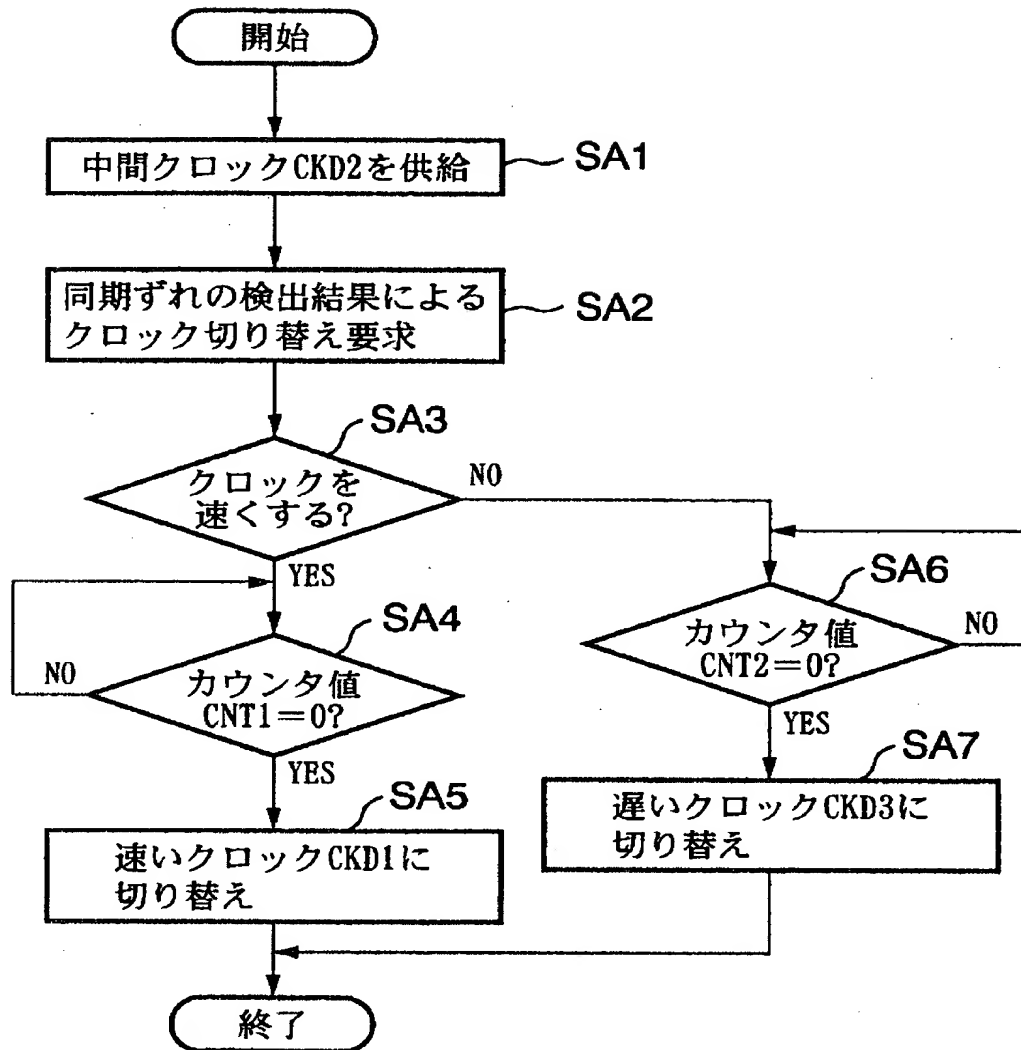 開始
中間クロックCKD2を供給
SA1
同期ずれの検出結果による
クロック切り替え要求
SA2
SA3
クロックを
速くする?
NO
YES
SA4
カウンタ値
CNT1=0?
NO
YES
SA5
速いクロックCKD1に
切り替え
SA6
カウンタ値
CNT2=0?
NO
YES
SA7
遅いクロックCKD3に
切り替え
終了